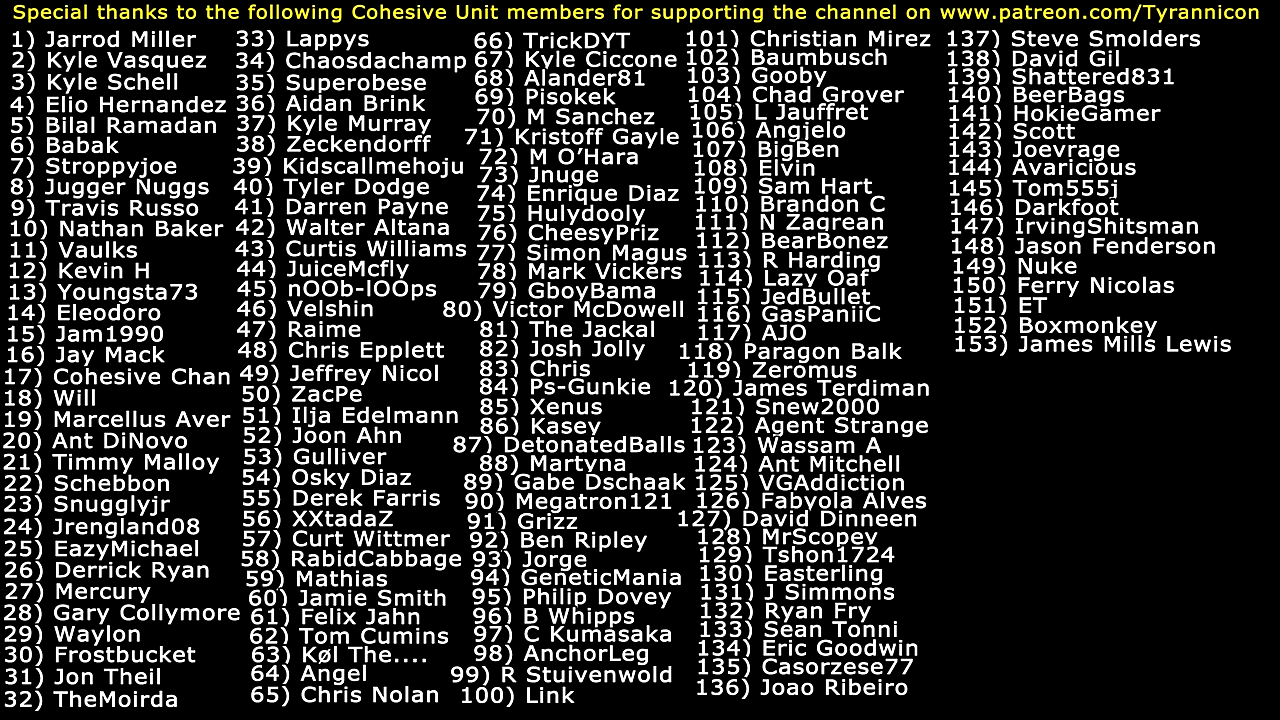 Special thanks to the following Cohesive Unit members for supporting the channel on www.patreon.com/Tyrannicon
1) Jarrod Miller
2) Kyle Vasquez
3) Kyle Schell
4) Elio Hernandez
5) Bilal Ramadan
6) Babak
7) Stroppyjoe
8) Jugger Nuggs
9) Travis Russo
10) Nathan Baker
11) Vaulks
12) Kevin H
13) Youngsta73
14) Eleodoro
15) Jam1990
16) Jay Mack
17) Cohesive Chan
18) Will
19) Marcellus Aver
20) Ant DiNovo
21) Timmy Malloy
22) Schebbon
23) Snugglyjr
24) Jrengland08
25) EazyMichael
26) Derrick Ryan
27) Mercury
28) Gary Collymore
29) Waylon
30) Frostbucket
31) Jon Theil
32) TheMoirda
33) Lappys
34) Chaosdachamp
35) Superobese
36) Aidan Brink
37) Kyle Murray
38) Zeckendorff
39) Kidscallmehoju
40) Tyler Dodge
41) Darren Payne
42) Walter Altana
43) Curtis Williams
44) JuiceMcfly
45) nOOb-lOOps
46) Velshin
47) Raime
48) Chris Epplett
49) Jeffrey Nicol
50) ZacPe
51) Ilja Edelmann
52) Joon Ahn
53) Gulliver
54) Osky Diaz
55) Derek Farris
56) XXtadaZ
57) Curt Wittmer
58) RabidCabbage
59) Mathias
60) Jamie Smith
61) Felix Jahn
62) Tom Cumins
63) Køl The....
64) Angel
65) Chris Nolan
66) TrickDYT
67) Kyle Ciccone
68) Alander81
69) Pisokek
70) M Sanchez
71) Kristoff Gayle
72) M O'Hara
73) Jnuge
74) Enrique Diaz
75) Hulydooly
76) CheesyPriz
77) Simon Magus
78) Mark Vickers
79) GboyBama
80) Victor McDowell
81) The Jackal
82) Josh Jolly
83) Chris
84) Ps-Gunkie
85) Xenus
86) Kasey
87) DetonatedBalls
88) Martyna
89) Gabe Dschaak
90) Megatron121
91) Grizz
92) Ben Ripley
93) Jorge
94) GeneticMania
95) Philip Dovey
96) B Whipps
97) C Kumasaka
98) AnchorLeg
99) R Stuivenwold
100) Link
101) Christian Mirez
102) Baumbusch
103) Gooby
104) Chad Grover
105) L Jauffret
106) Angjelo
107) BigBen
108) Elvin
109) Sam Hart
110) Brandon C
111) N Zagrean
112) BearBonez
113) R Harding
114) Lazy Oaf
115) JedBullet
116) GasPaniiC
117) AJO
118) Paragon Balk
119) Zeromus
120) James Terdiman
121) Snew2000
122) Agent Strange
123) Wassam A
124) Ant Mitchell
125) VGAddiction
126) Fabyola Alves
127) David Dinneen
128) MrScopey
129) Tshon1724
130) Easterling
131) J Simmons
132) Ryan Fry
133) Sean Tonni
134) Eric Goodwin
135) Casorzese77
136) Joao Ribeiro
137) Steve Smolders
138) David Gil
139) Shattered831
140) BeerBags
141) HokieGamer
142) Scott
143) Joevrage
144) Avaricious
145) Tom555j
146) Darkfoot
147) IrvingShitsman
148) Jason Fenderson
149) Nuke
150) Ferry Nicolas
151) ET
152) Boxmonkey
153) James Mills Lewis